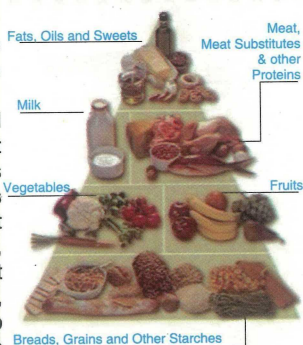 Fats, Oils and Sweets
Meat,
Meat Substitutes
& other
Proteins
Milk
Vegetables
Fruits
Breads, Grains and Other Starches